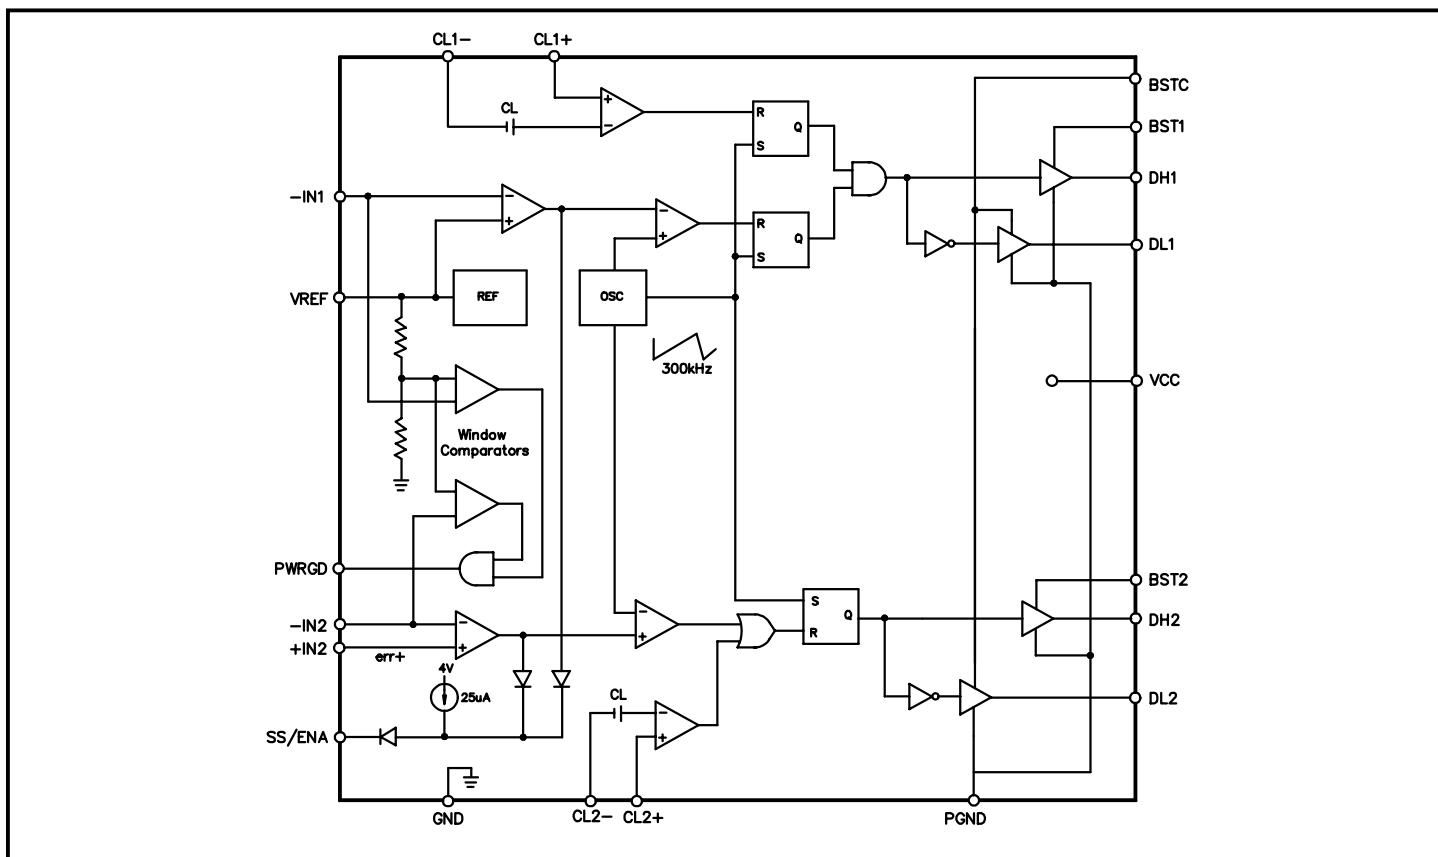 CL1-
CL1+
BSTC
CL
+
-
R
Q
S
BST1
-IN1
-
+
DH1
-
+
R
Q
S
DL1
VREF
REF
OSC
300kHz
VCC
Window
Comparators
PWRGD
BST2
-IN2
-
+
-
+
S
Q
R
DH2
+IN2
err+
4V
25uA
CL
-
+
DL2
SS/ENA
GND
CL2-
CL2+
PGND